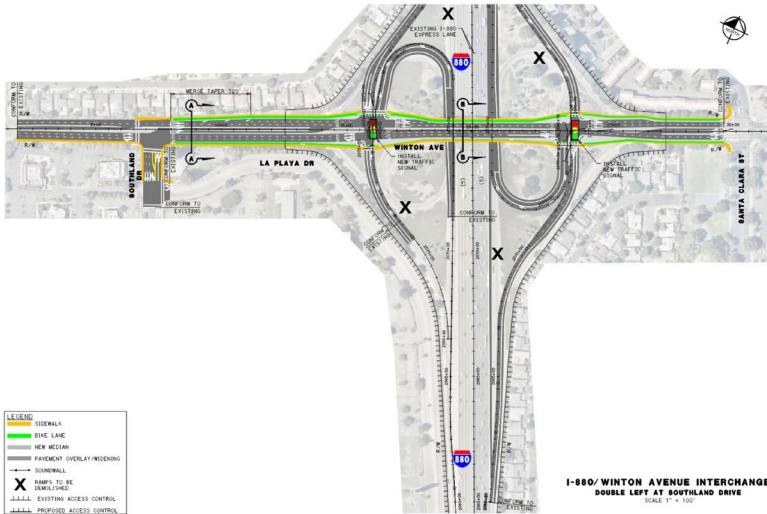 NORTH
EXISTING I-880
EXPRESS LANE
880
CONFORM TO
EXISTING
MERGE TAPER 520'
R/W
A
B
R/W
R/W
WINTON AVE
INSTALL
NEW TRAFFIC
SIGNAL
INSTALL
NEW TRAFFIC
SIGNAL
LA PLAYA DR
SOUTHLAND
DR
CONFORM TO
EXISTING
A
B
R/W
SANTA CLARA ST
CONFORM TO
EXISTING
CONFORM TO
EXISTING
CONFORM TO
EXISTING
X
X
X
X
R/W
R/W
880
CONFORM TO
EXISTING
LEGEND
SIDEWALK
BIKE LANE
NEW MEDIAN
PAVEMENT OVERLAY/WIDENING
SOUNDWALL
X RAMPS TO BE
DEMOLISHED
EXISTING ACCESS CONTROL
PROPOSED ACCESS CONTROL
I-880/WINTON AVENUE INTERCHANGE
DOUBLE LEFT AT SOUTHLAND DRIVE
SCALE 1" = 100'